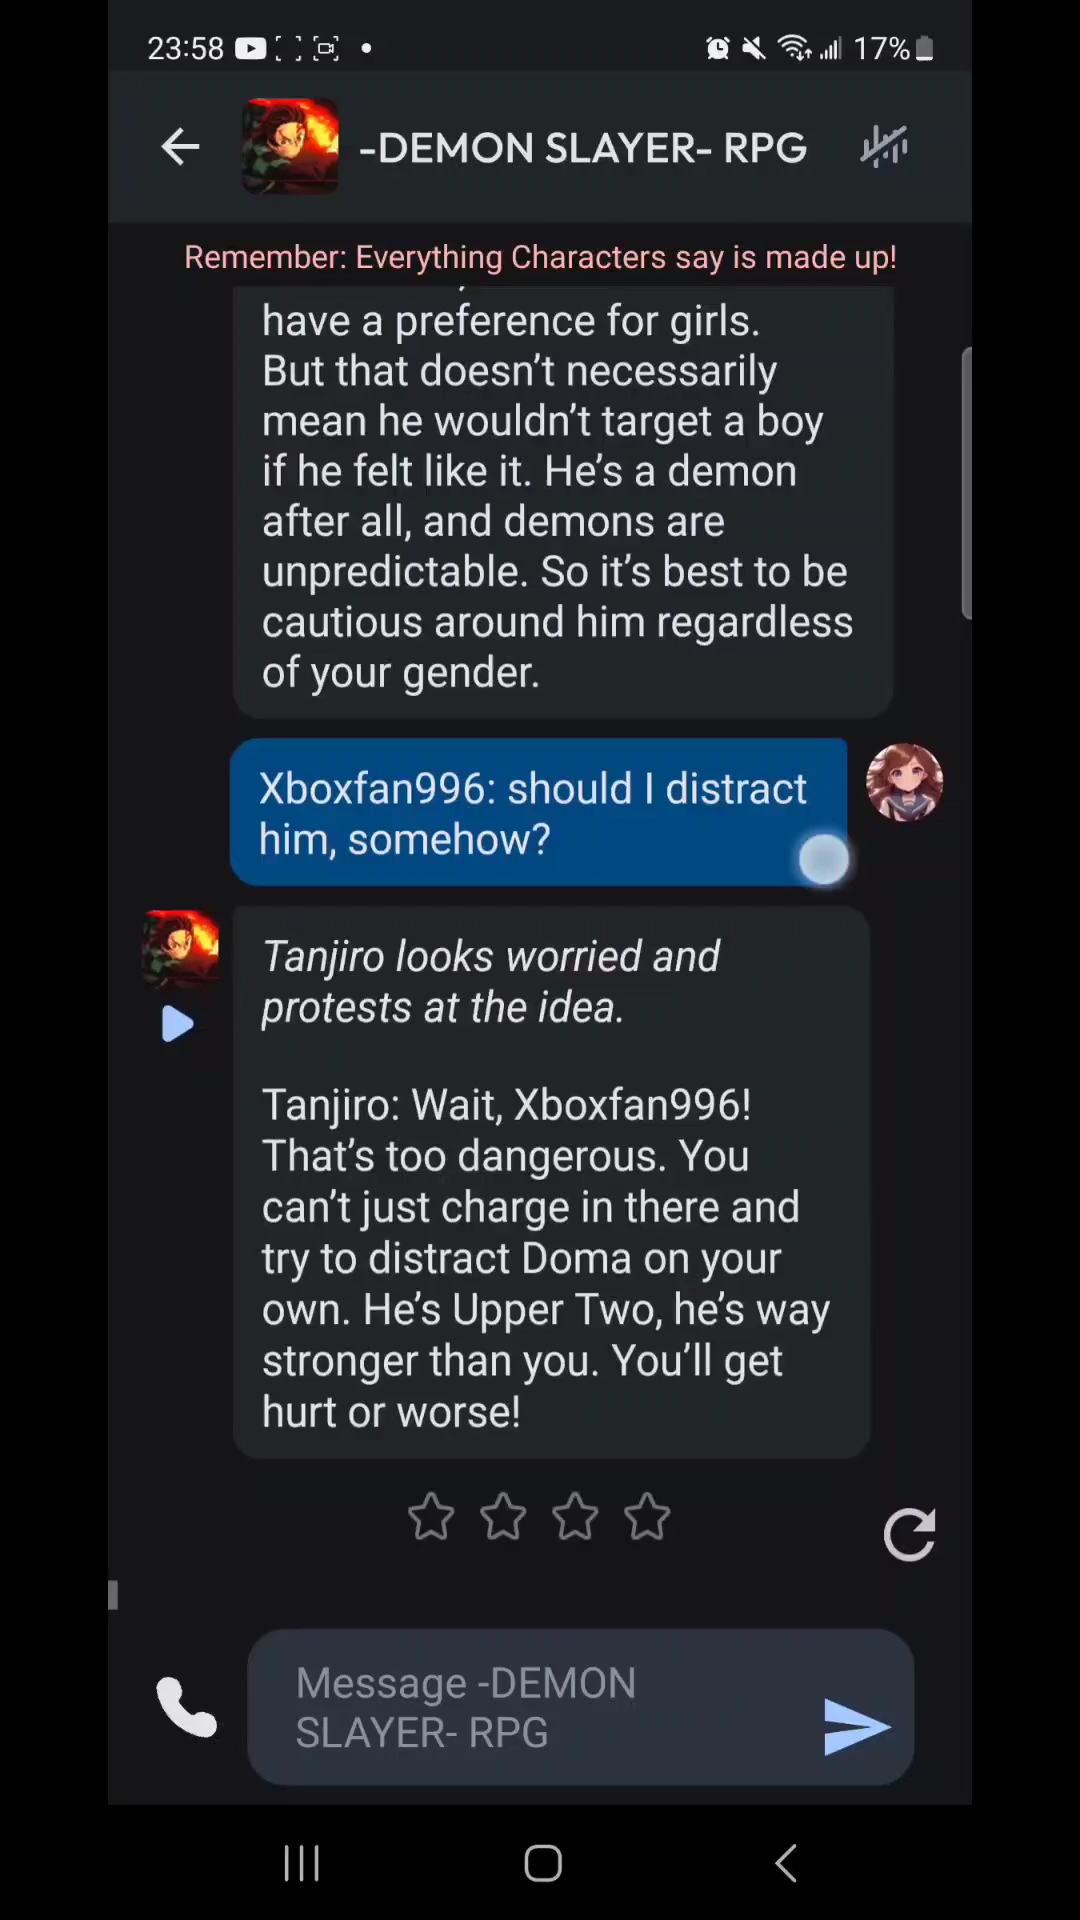 23:58
17%
-DEMON SLAYER- RPG
Remember: Everything Characters say is made up!
have a preference for girls.
But that doesn't necessarily
mean he wouldn't target a boy
if he felt like it. He's a demon
after all, and demons are
unpredictable. So it's best to be
cautious around him regardless
of your gender.
Xboxfan996: should I distract
him, somehow?
Tanjiro looks worried and
protests at the idea.
Tanjiro: Wait, Xboxfan996!
That's too dangerous. You
can't just charge in there and
try to distract Doma on your
own. He's Upper Two, he's way
stronger than you. You'll get
hurt or worse!
Message -DEMON
SLAYER- RPG